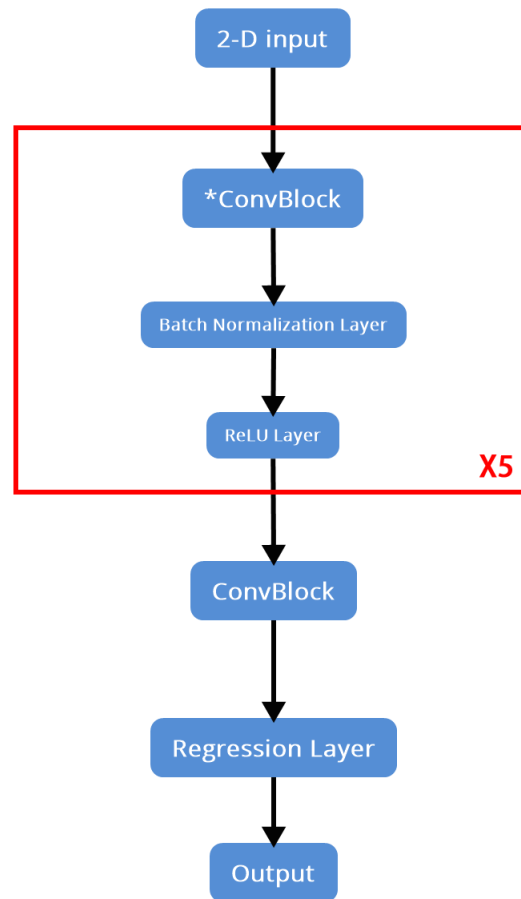 2-D input
*ConvBlock
Batch Normalization Layer
ReLU Layer
X5
ConvBlock
Regression Layer
Output